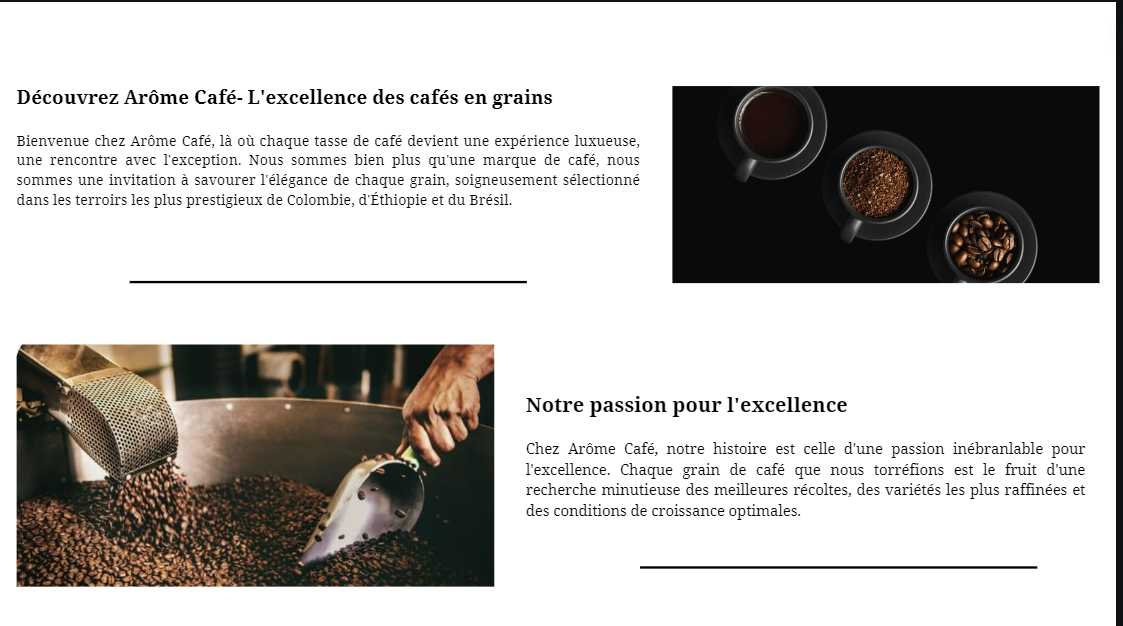 Découvrez Arôme Café- L'excellence des cafés en grains
Bienvenue chez Arôme Café, là où chaque tasse de café devient une expérience luxueuse,
une rencontre avec l'exception. Nous sommes bien plus qu'une marque de café, nous
sommes une invitation à savourer l'élégance de chaque grain, soigneusement sélectionné
dans les terroirs les plus prestigieux de Colombie, d'Éthiopie et du Brésil.
Notre passion pour l'excellence
Chez Arôme Café, notre histoire est celle d'une passion inébranlable pour
l'excellence. Chaque grain de café que nous torréfions est le fruit d'une
recherche minutieuse des meilleures récoltes, des variétés les plus raffinées et
des conditions de croissance optimales.